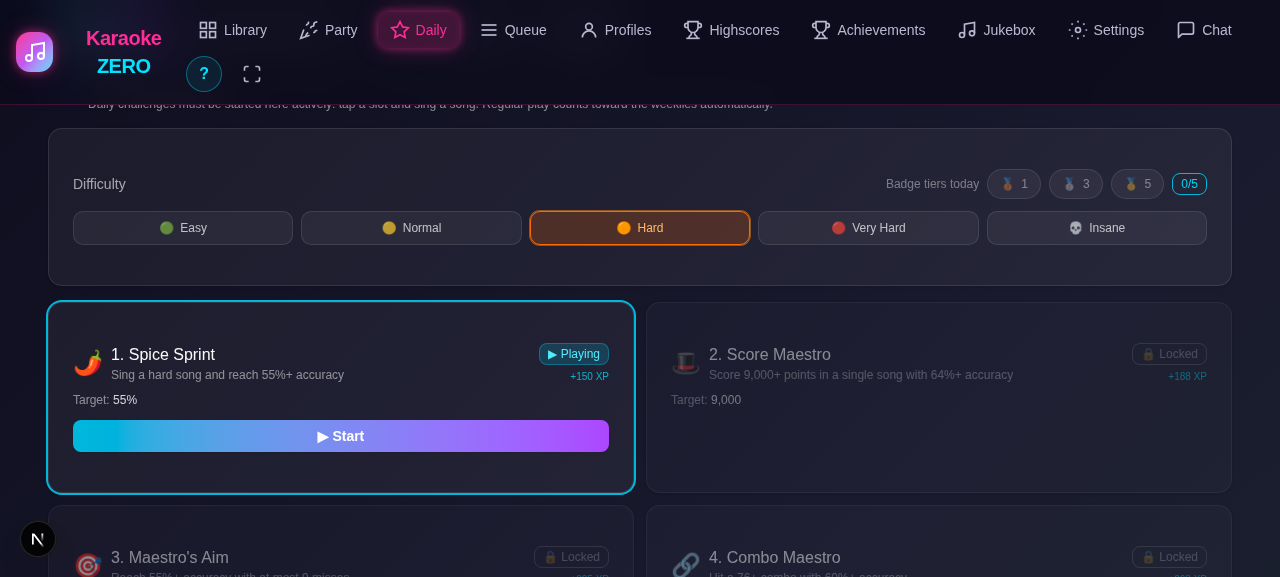 Karaoke
ZERO
Library
Party
Daily
Queue
Profiles
Highscores
Achievements
Jukebox
Settings
Chat
?
Daily challenges must be started here actively: tap a slot and sing a song. Regular play counts toward the weeklies automatically.
Difficulty
Badge tiers today
1
3
5
0/5
Easy
Normal
Hard
Very Hard
Insane
1. Spice Sprint
▶ Playing
Sing a hard song and reach 55%+ accuracy
+150 XP
Target: 55%
▶ Start
2. Score Maestro
Locked
Score 9,000+ points in a single song with 64%+ accuracy
+188 XP
Target: 9,000
3. Maestro's Aim
Locked
4. Combo Maestro
Locked